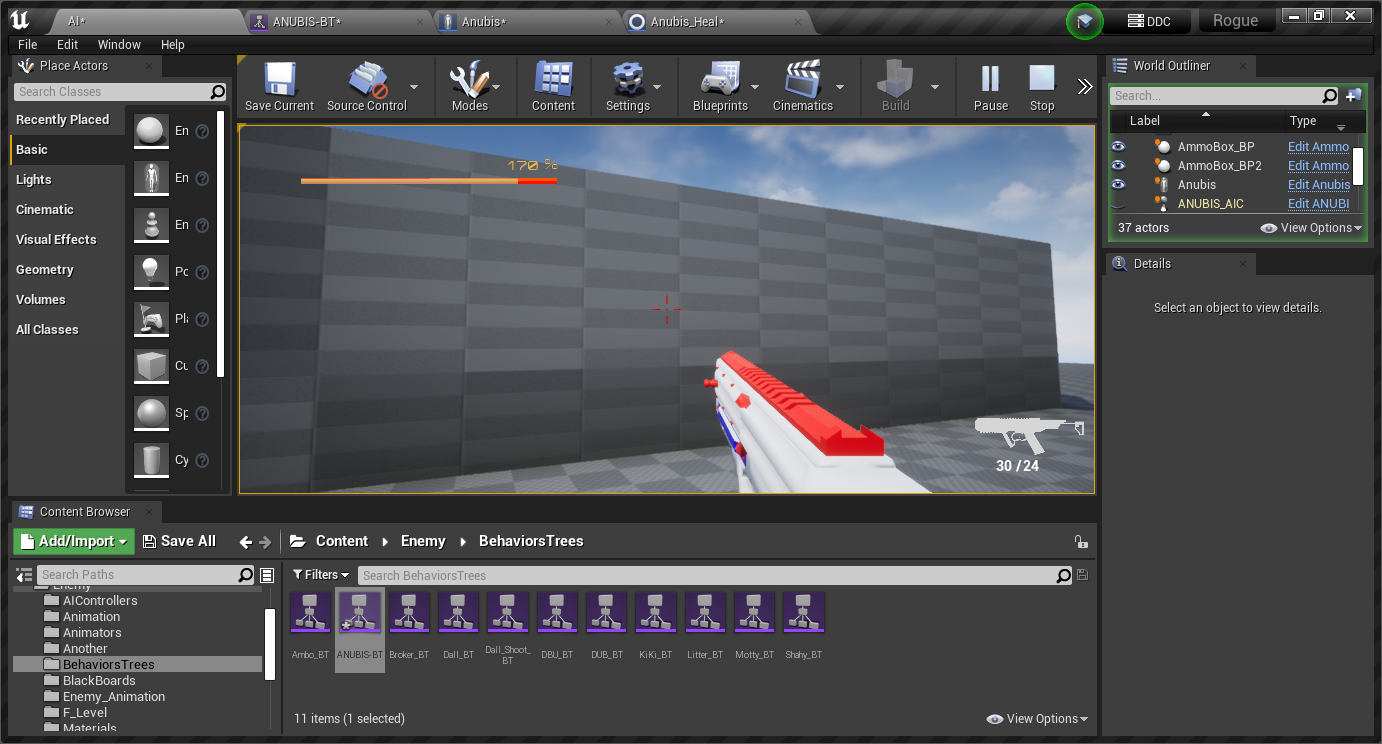 AI*
ANUBIS-BT*
Anubis*
Anubis_Heal*
DDC
Rogue
File Edit Window Help
Place Actors
Search Classes
Recently Played
Basic
Lights
Cinematic
Visual Effects
Geometry
Volumes
All Classes
En
En
En
Po
Pl
Cu
Sp
Cy
Save Current
Source Control
Modes
Content
Settings
Blueprints
Cinematics
Build
Pause
Stop
170 %
30 / 24
World Outliner
Search...
Label Type
AmmoBox_BP Edit Ammo
AmmoBox_BP2 Edit Ammo
Anubis Edit Anubis
ANUBIS_AIC Edit ANUBI
37 actors View Options
Details
Select an object to view details.
Content Browser
Add/Import Save All Content Enemy BehaviorsTrees
Search Paths
Filters Search BehaviorsTrees
Enemy
AIControllers
Animation
Animators
Another
BehaviorsTrees
BlackBoards
Enemy_Animation
F_Level
Materials
Ambo_BT ANUBIS-BT Broker_BT Dall_BT Dall_Shoot_BT DBU_BT DUB_BT KiKi_BT Litter_BT Motty_BT Shahy_BT
11 items (1 selected) View Options